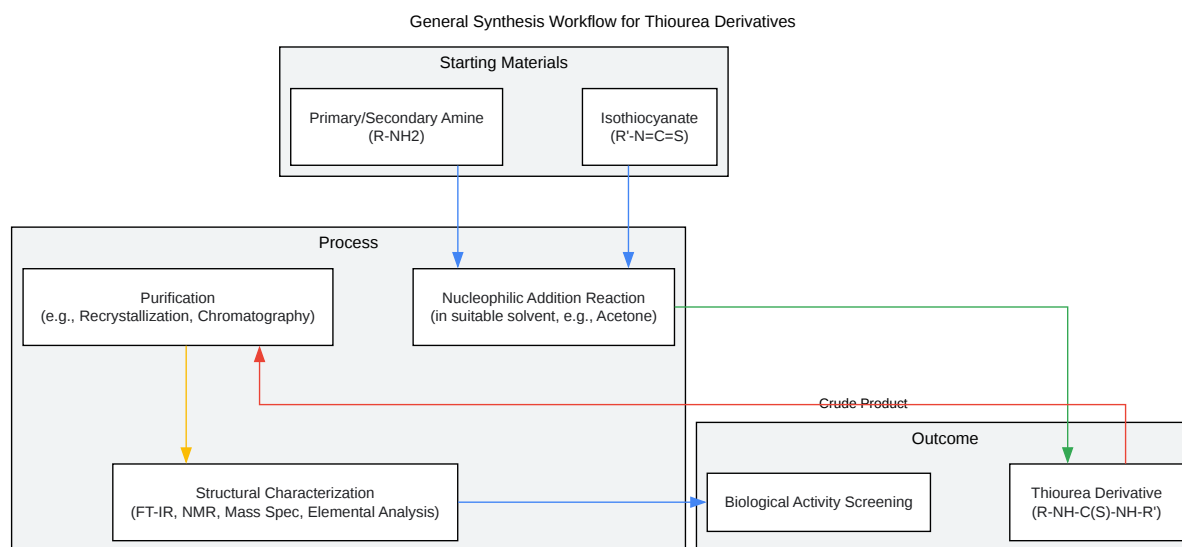 General Synthesis Workflow for Thiourea Derivatives
Starting Materials
Primary/Secondary Amine
(R-NH2)
Isothiocyanate
(R'-N=C=S)
Process
Purification
(e.g., Recrystallization, Chromatography)
Nucleophilic Addition Reaction
(in suitable solvent, e.g., Acetone)
Crude Product
Outcome
Structural Characterization
(FT-IR, NMR, Mass Spec, Elemental Analysis)
Biological Activity Screening
Thiourea Derivative
(R-NH-C(S)-NH-R')